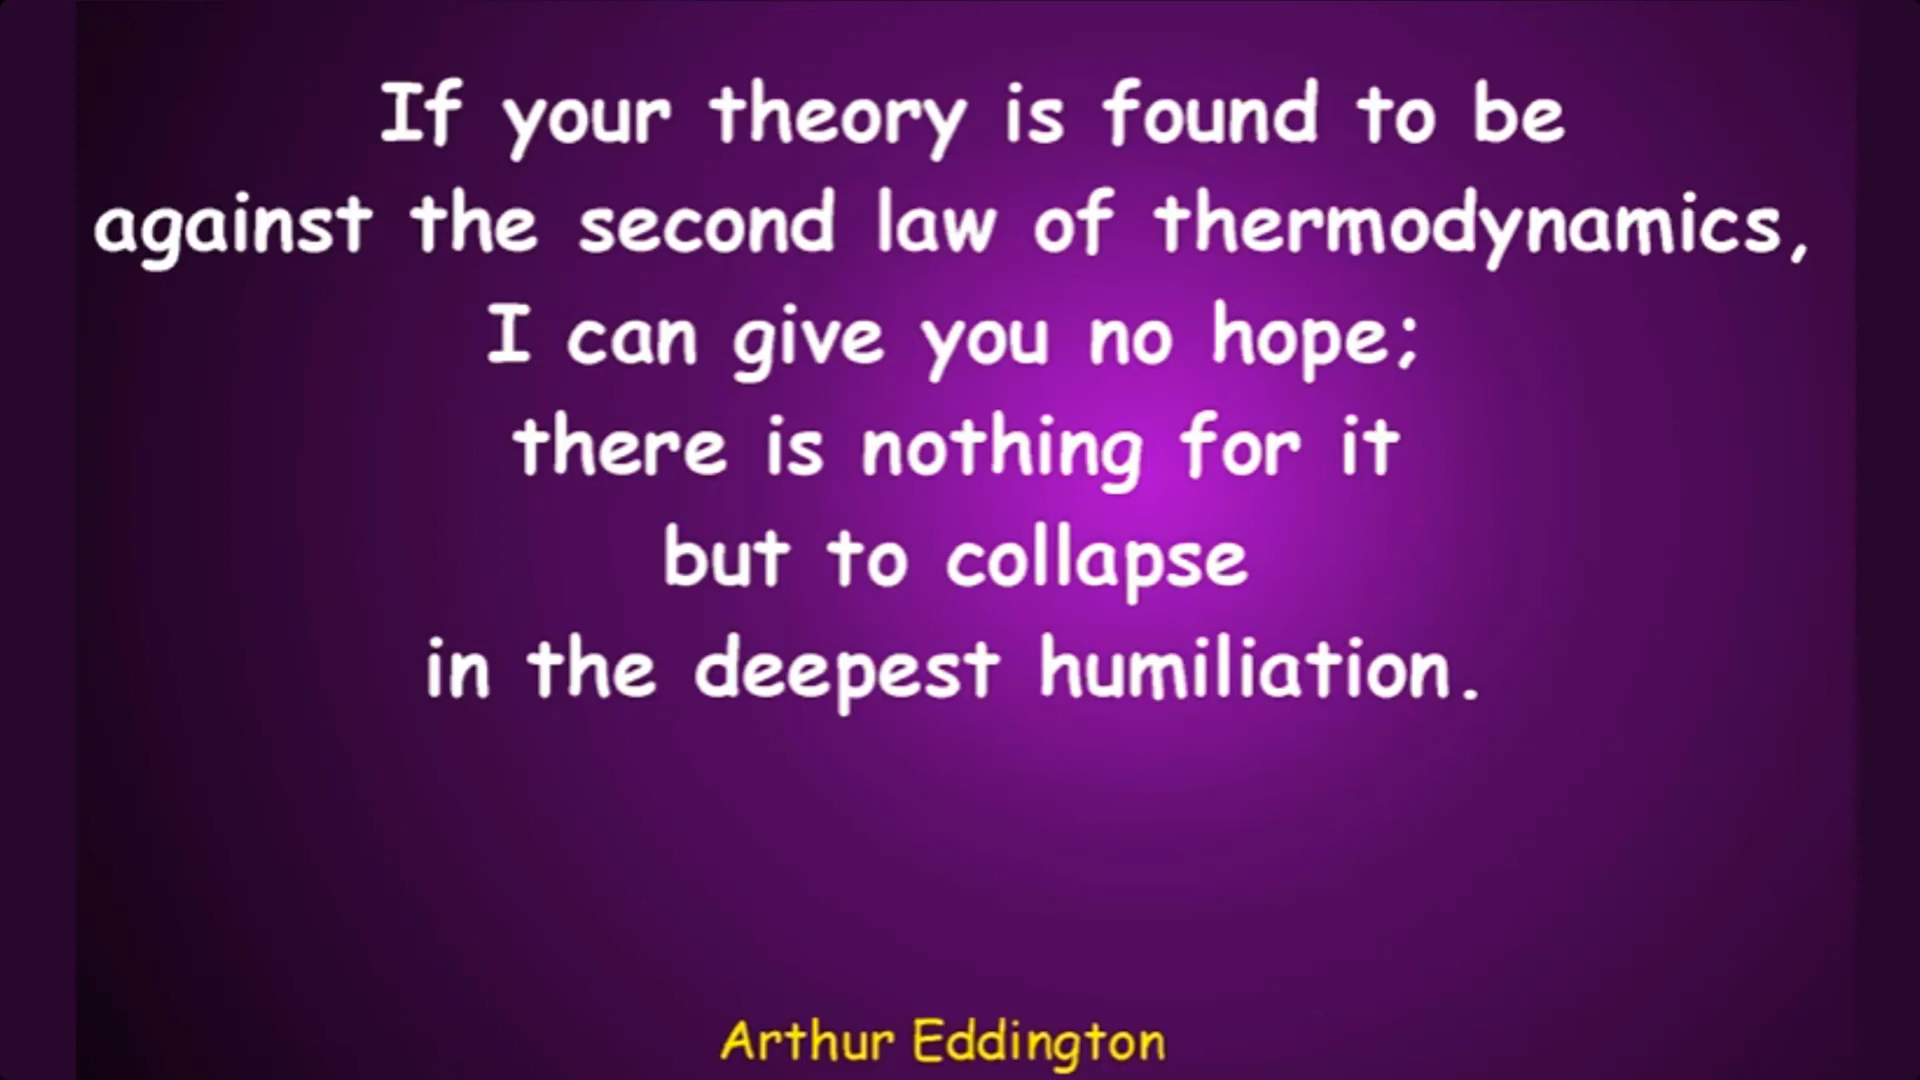 If your theory is found to be
against the second law of thermodynamics,
I can give you no hope;
there is nothing for it
but to collapse
in the deepest humiliation.
Arthur Eddington